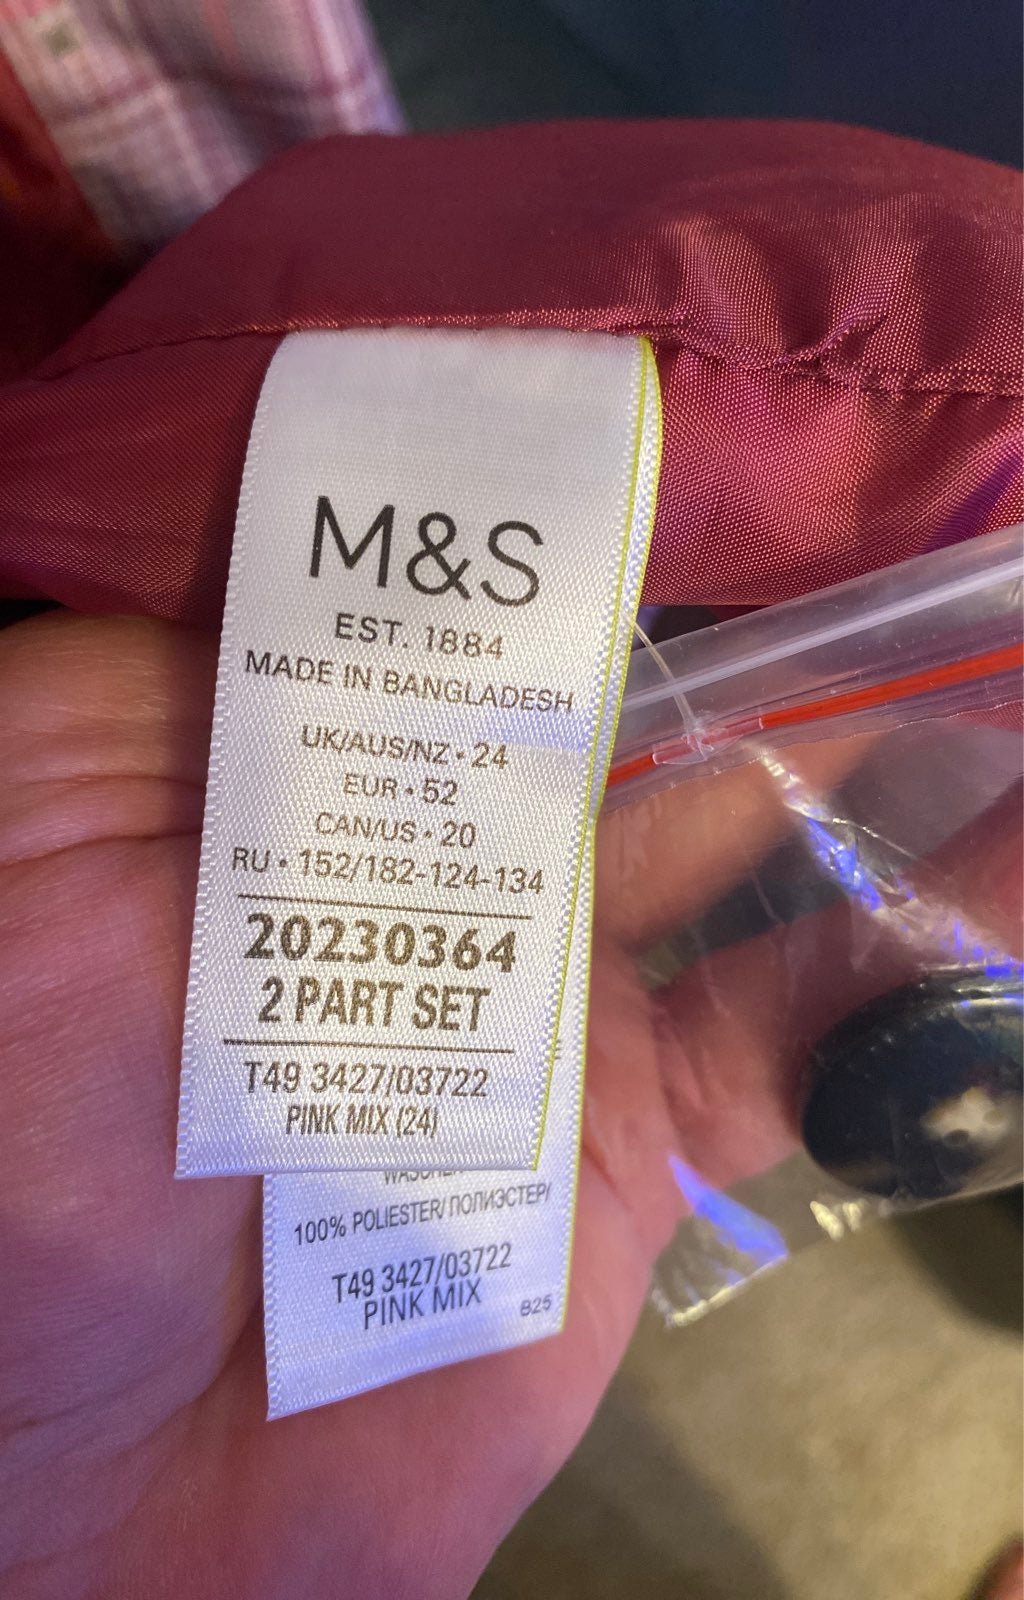 M&S
EST. 1884
MADE IN BANGLADESH
UK/AUS/NZ • 24
EUR • 52
CAN/US • 20
RU • 152/182-124-134
20230364
2 PART SET
T49 3427/03722
PINK MIX (24)
100% POLIESTER/ПОЛИЭСТЕР/
T49 3427/03722
PINK MIX
B25